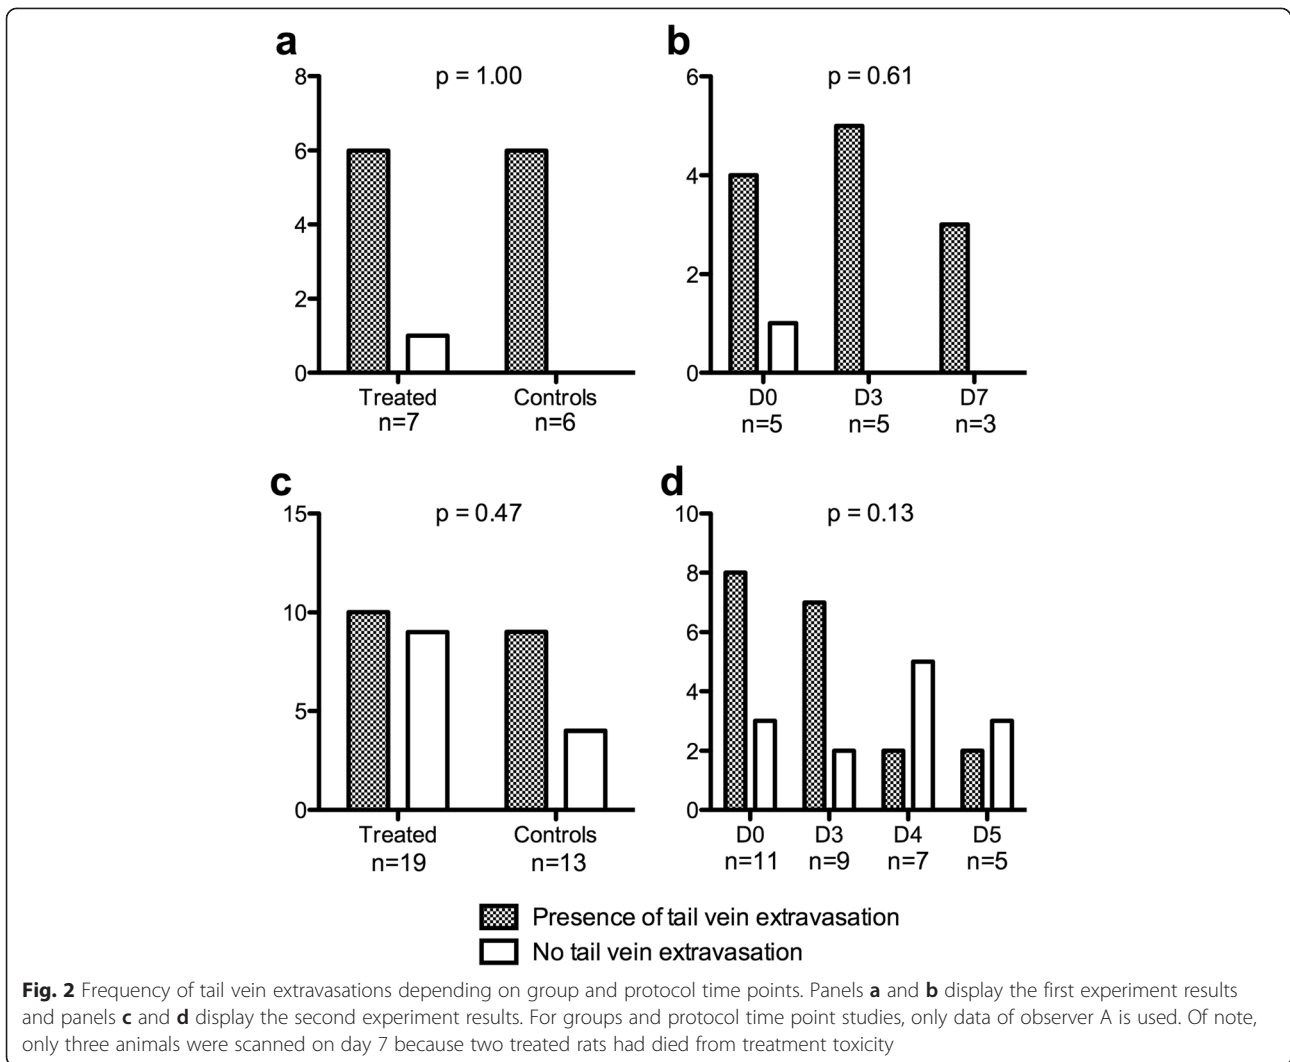 a
p = 1.00
8
6
4
2
0
Treated
n=7
Controls
n=6
b
p = 0.61
6
4
2
0
D0
n=5
D3
n=5
D7
n=3
c
p = 0.47
15
10
5
0
Treated
n=19
Controls
n=13
d
p = 0.13
10
8
6
4
2
0
D0
n=11
D3
n=9
D4
n=7
D5
n=5
Presence of tail vein extravasation
No tail vein extravasation
Fig. 2 Frequency of tail vein extravasations depending on group and protocol time points. Panels a and b display the first experiment results
and panels c and d display the second experiment results. For groups and protocol time point studies, only data of observer A is used. Of note,
only three animals were scanned on day 7 because two treated rats had died from treatment toxicity